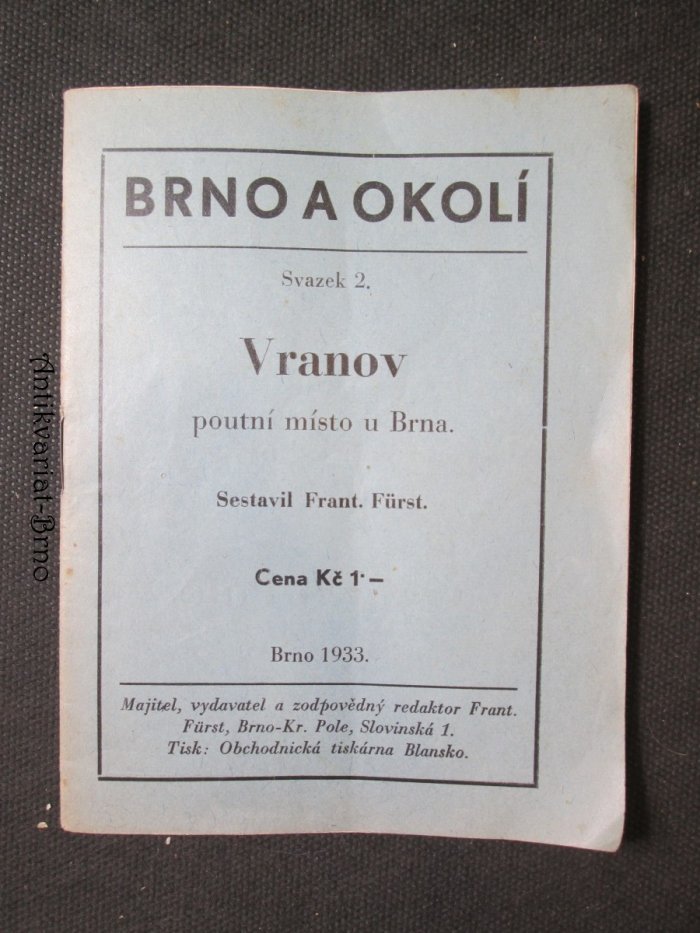 BRNO A OKOLÍ
Svazek 2.
Vranov
poutní místo u Brna.
Sestavil Frant. Fürst.
Cena Kč 1·—
Brno 1933.
Majitel, vydavatel a zodpovědný redaktor Frant.
Fürst, Brno-Kr. Pole, Slovinská 1.
Tisk: Obchodnická tiskárna Blansko.
Antikvariat-Brno